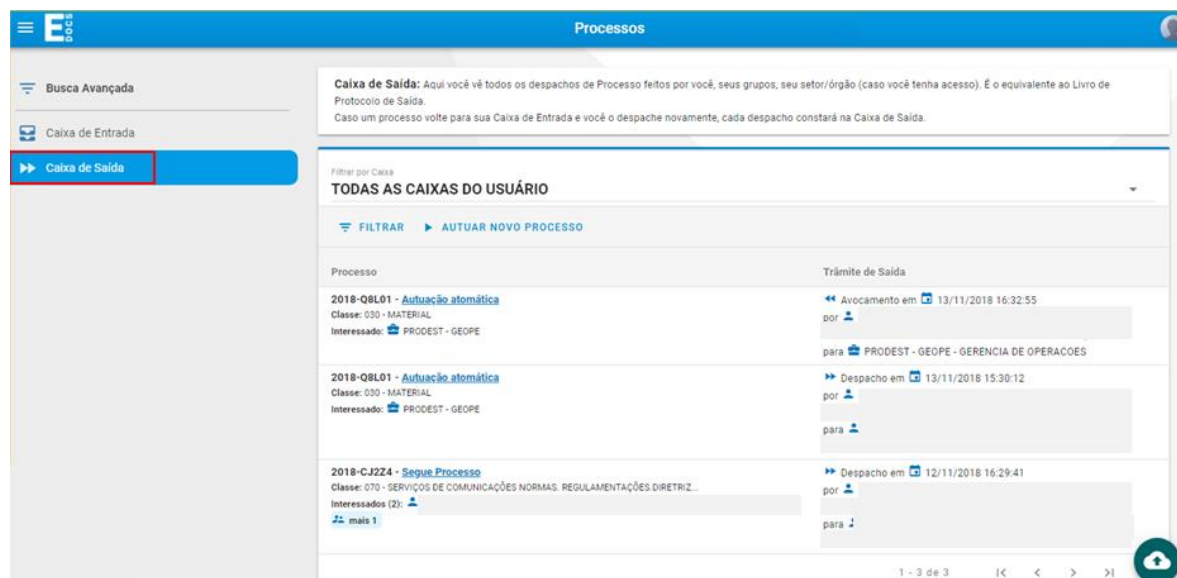 E DOCS
Processos
Busca Avançada
Caixa de Entrada
Caixa de Saída
Caixa de Saída: Aqui você vê todos os despachos de Processo feitos por você, seus grupos, seu setor/órgão (caso você tenha acesso). É o equivalente ao Livro de
Protocolo de Saída.
Caso um processo volte para sua Caixa de Entrada e você o despache novamente, cada despacho constará na Caixa de Saída.
Filtrar por Caixa
TODAS AS CAIXAS DO USUÁRIO
FILTRAR AUTUAR NOVO PROCESSO
Processo Trâmite de Saída
2018-Q8L01 - Autuação atomática
Classe: 030 - MATERIAL
Interessado: PRODEST - GEOPE
Avocamento em 13/11/2018 16:32:55
por
para PRODEST - GEOPE - GERENCIA DE OPERACOES
2018-Q8L01 - Autuação atomática
Classe: 030 - MATERIAL
Interessado: PRODEST - GEOPE
Despacho em 13/11/2018 15:30:12
por
para
2018-CJ2Z4 - Segue Processo
Classe: 070 - SERVIÇOS DE COMUNICAÇÕES NORMAS. REGULAMENTAÇÕES.DIRETRIZ...
Interessados (2):
mais 1
Despacho em 12/11/2018 16:29:41
por
para
1 - 3 de 3